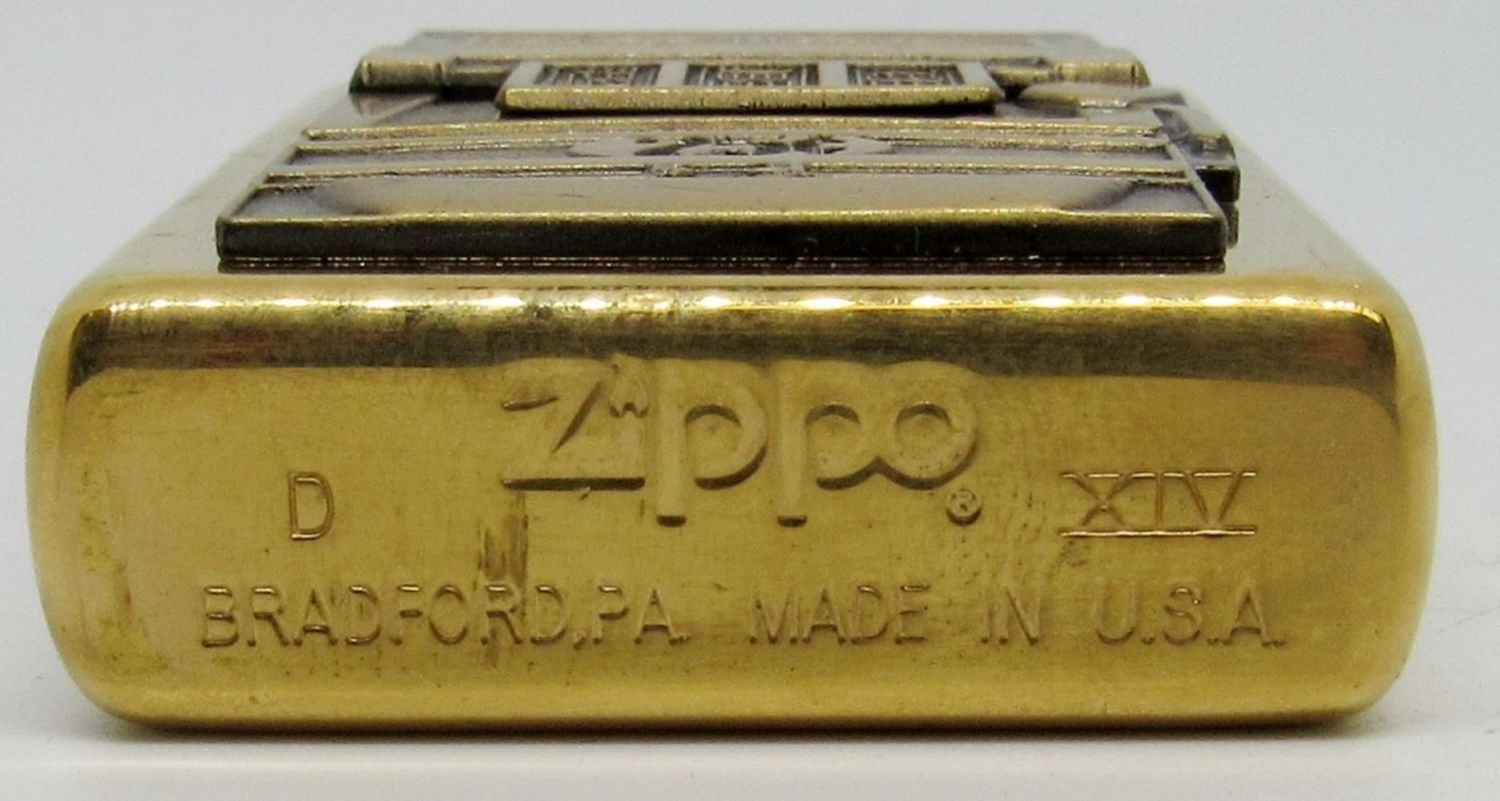 Zippo®
D XIV
BRADFORD,PA. MADE IN U.S.A.